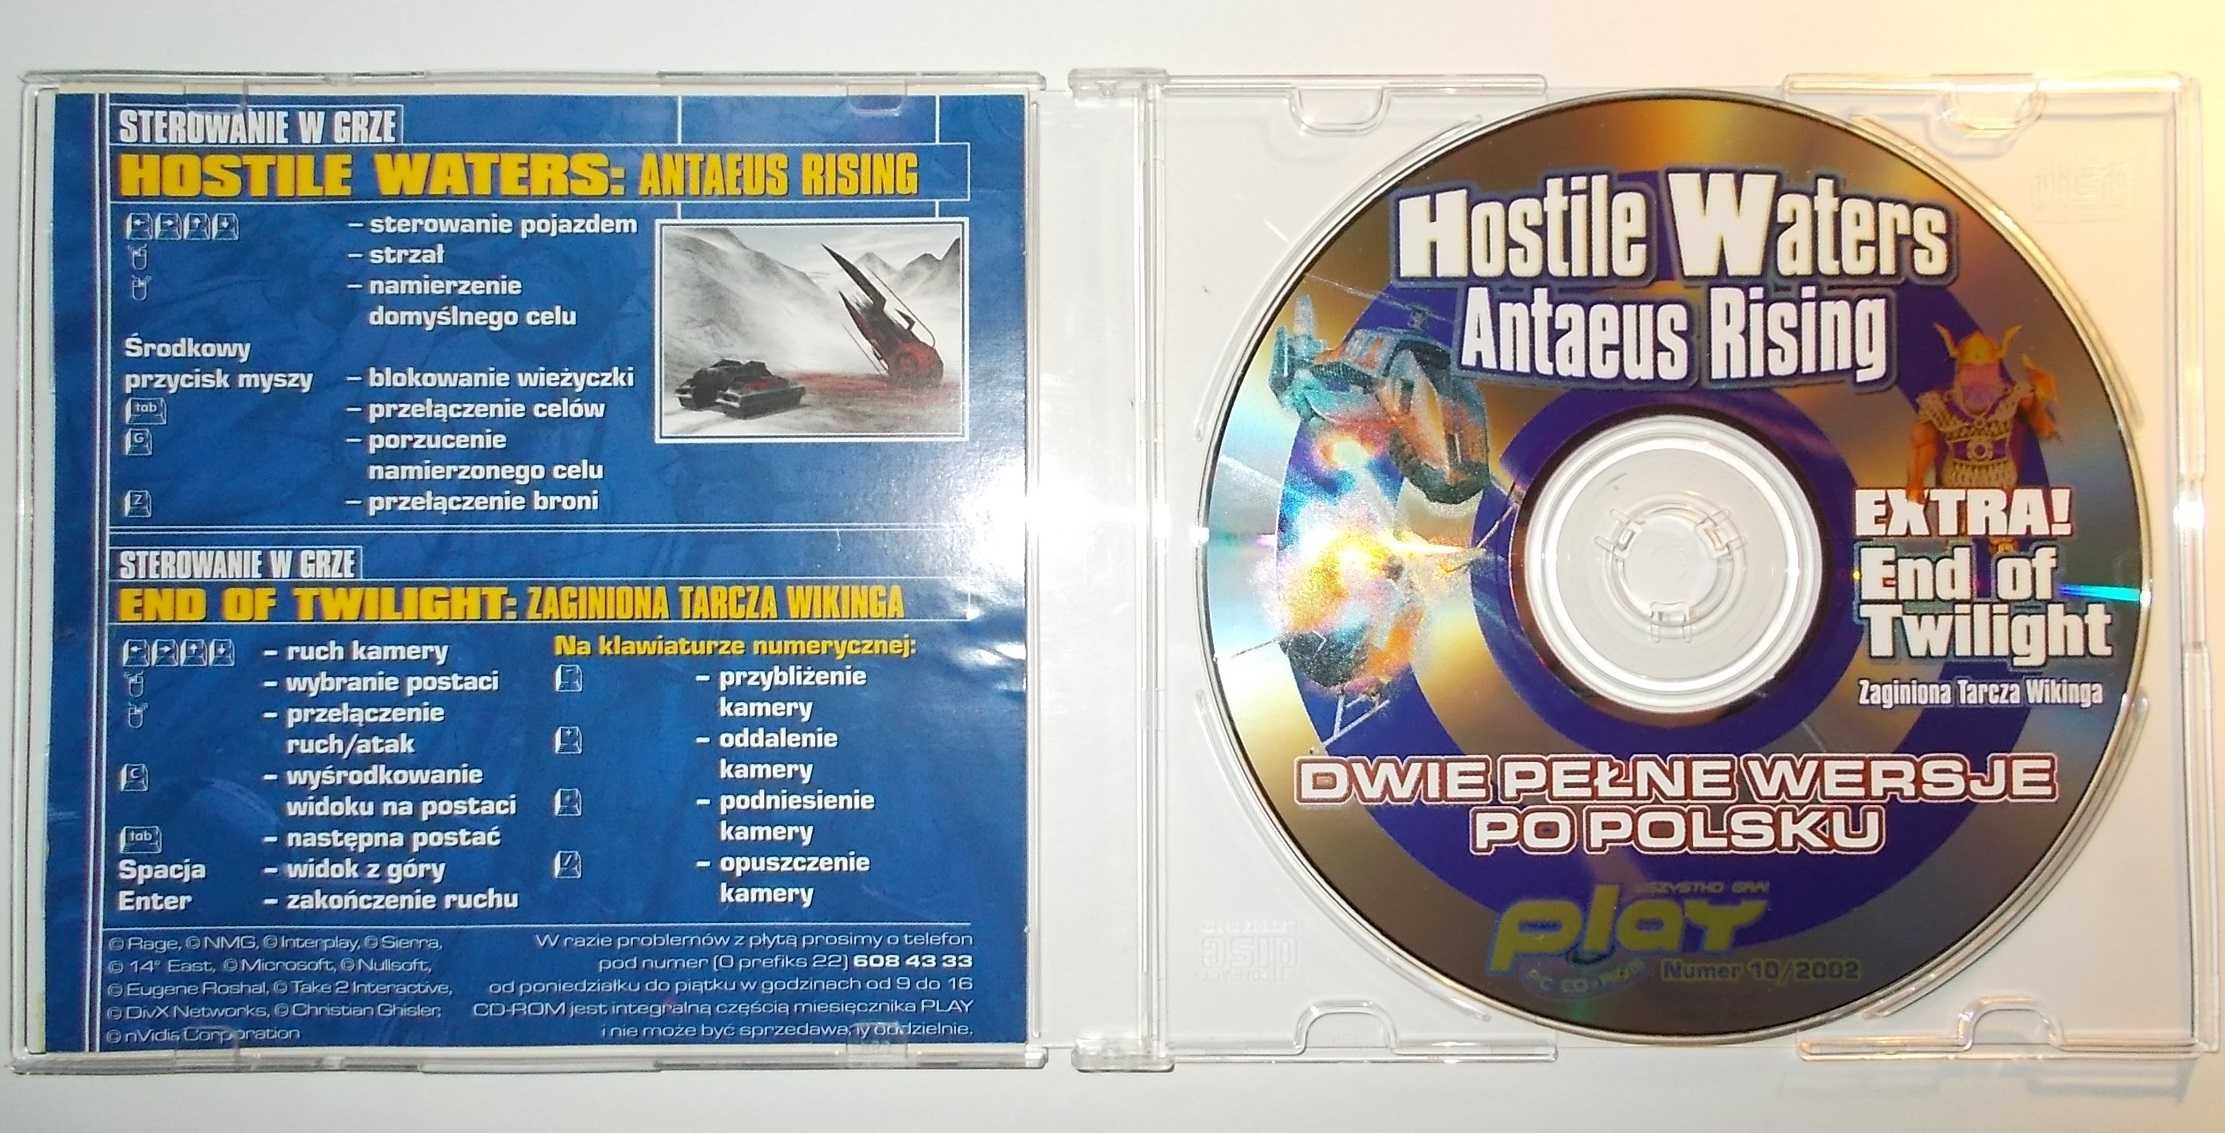 STEROWANIE W GRZE
HOSTILE WATERS: ANTAEUS RISING
– sterowanie pojazdem
– strzał
– namierzenie
domyślnego celu
Środkowy
przycisk myszy – blokowanie wieżyczki
tab – przełączenie celów
G – porzucenie
namierzonego celu
Z – przełączenie broni
STEROWANIE W GRZE
END OF TWILIGHT: ZAGINIONA TARCZA WIKINGA
– ruch kamery
– wybranie postaci
– przełączenie
ruch/atak
C – wyśrodkowanie
widoku na postaci
tab – następna postać
Spacja – widok z góry
Enter – zakończenie ruchu
Na klawiaturze numerycznej:
– przybliżenie
kamery
– oddalenie
kamery
– podniesienie
kamery
/ – opuszczenie
kamery
© Rage, © NMG, © Interplay, © Sierra,
© 14° East, © Microsoft, © Nullsoft,
© Eugene Roshal, © Take 2 Interactive,
© DivX Networks, © Christian Ghisler,
© nVidia Corporation
W razie problemów z płytą prosimy o telefon
pod numer (0 prefiks 22) 608 43 33
od poniedziałku do piątku w godzinach od 9 do 16
CD-ROM jest integralną częścią miesięcznika PLAY
i nie może być sprzedawany oddzielnie.
Hostile Waters
Antaeus Rising
EXTRA!
End of
Twilight
Zaginiona Tarcza Wikinga
DWIE PEŁNE WERSJE
PO POLSKU
WSZYSTKO GRA!
play
PC CD-ROM
Numer 10/2002